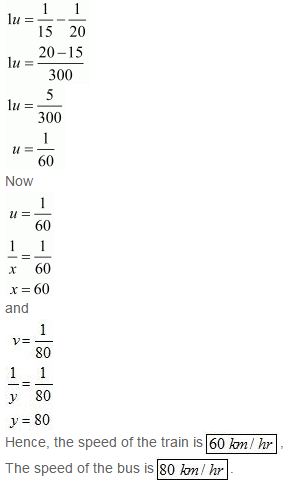 1u = 1/15 − 1/20
1u = (20−15)/300
1u = 5/300
u = 1/60
Now
u = 1/60
1/x = 1/60
x = 60
and
v = 1/80
1/y = 1/80
y = 80
Hence, the speed of the train is 60 km / hr ,
The speed of the bus is 80 km / hr .